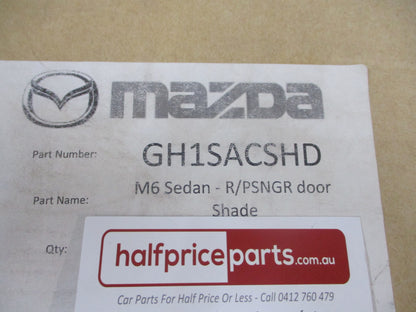 mazda
Part Number: GH1SACSHD
Part Name: M6 Sedan - R/PSNGR door
Shade
Qty:
halfpriceparts.com.au
Car Parts For Half Price Or Less - Call 0412 760 479